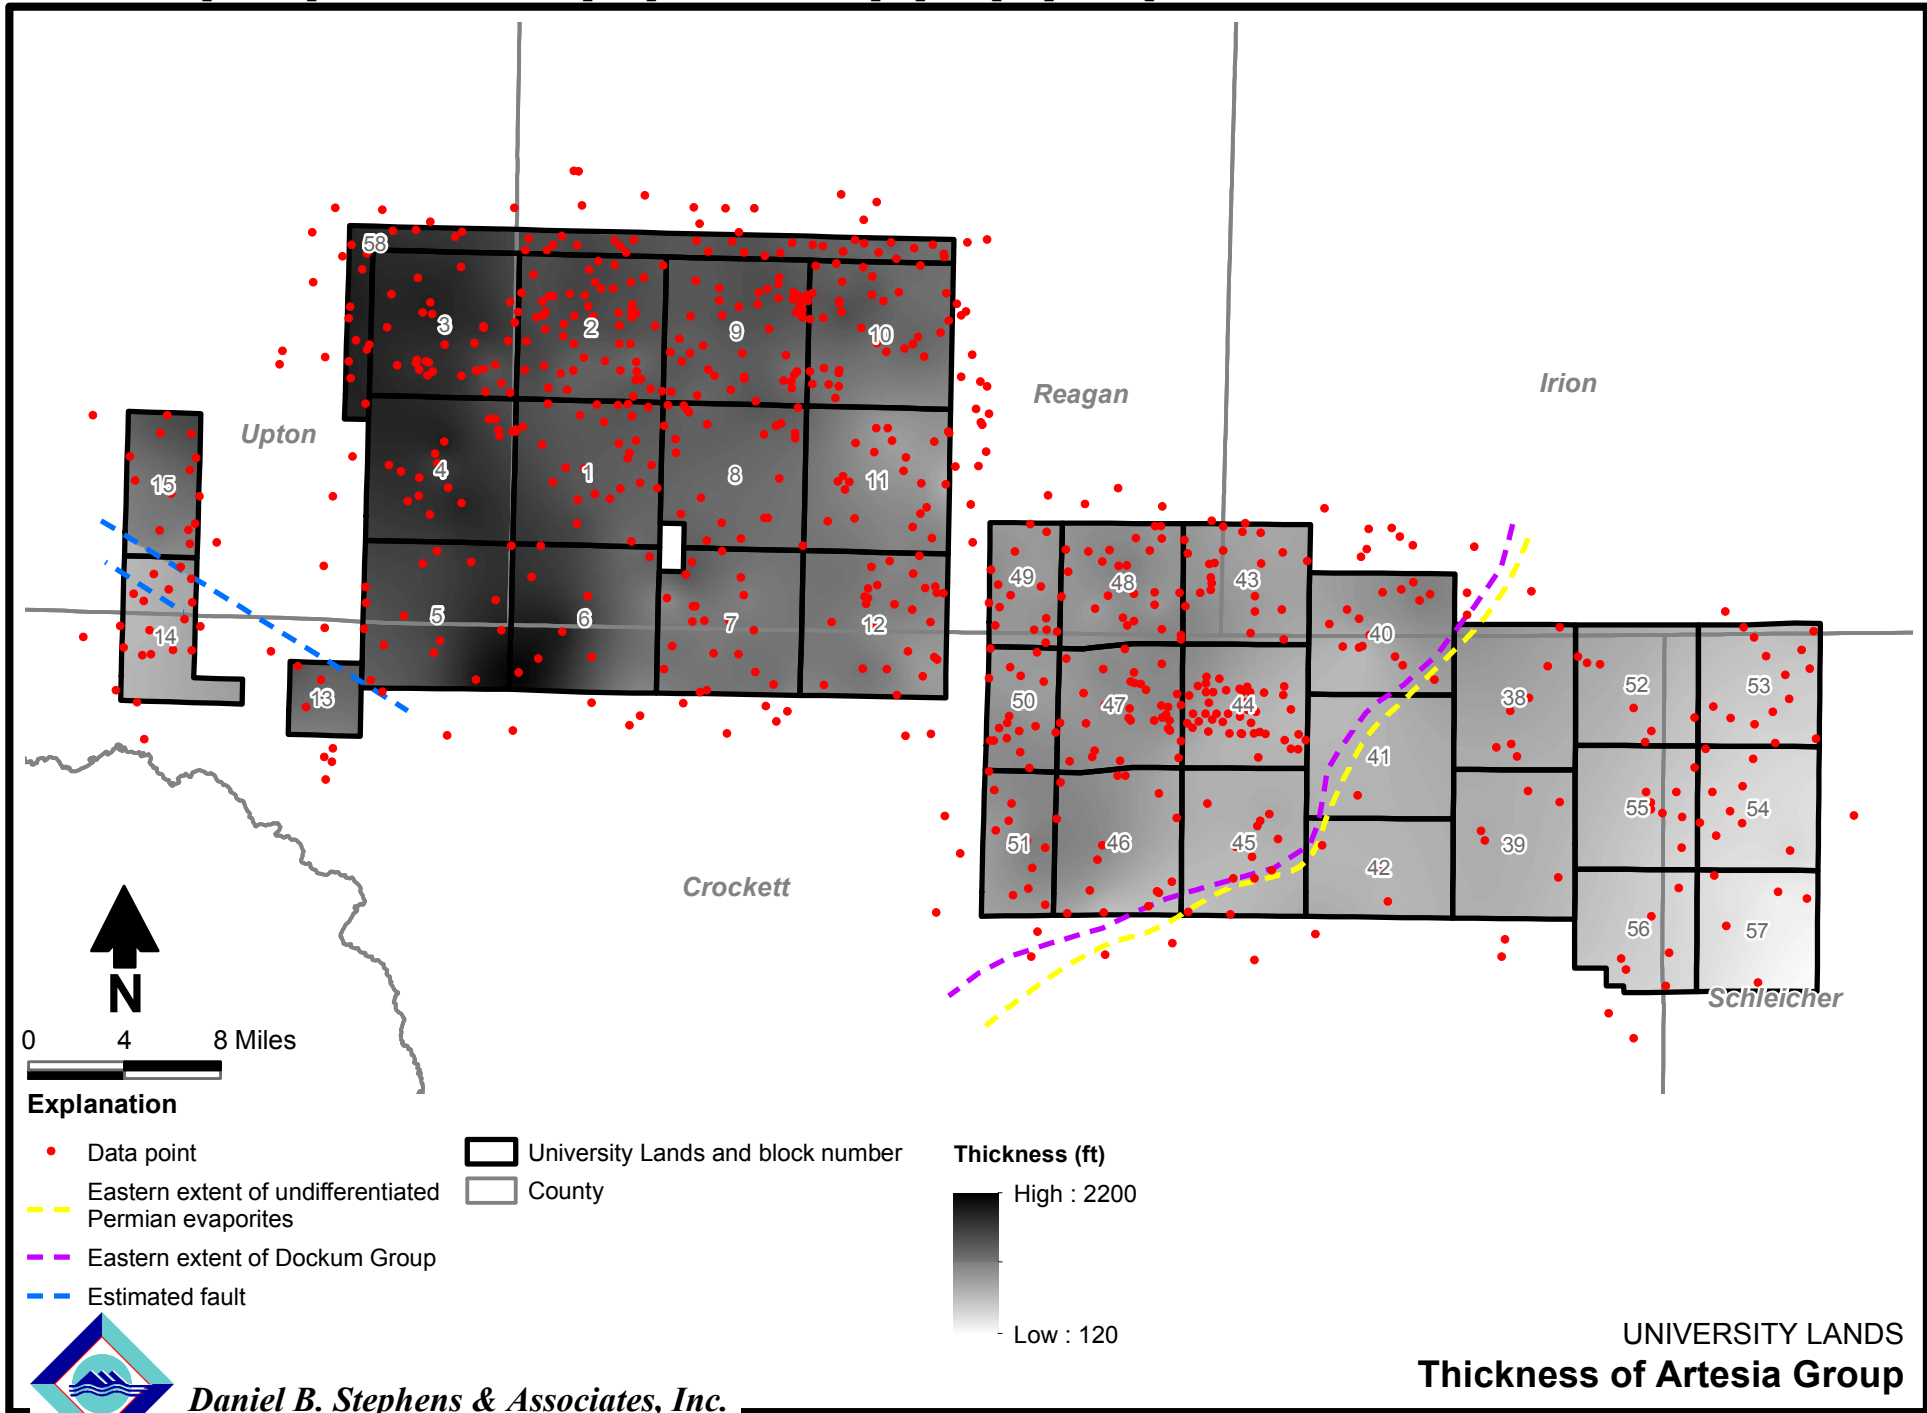 58
3
2
9
10
Reagan
Irion
Upton
15
4
1
8
11
49
48
43
14
13
5
6
7
12
40
50
47
44
38
52
53
41
51
46
45
42
39
55
54
Crockett
56
57
Schleicher
N
0 4 8 Miles
Explanation
Data point
Eastern extent of undifferentiated
Permian evaporites
Eastern extent of Dockum Group
Estimated fault
University Lands and block number
County
Thickness (ft)
High : 2200
Low : 120
UNIVERSITY LANDS
Thickness of Artesia Group
Daniel B. Stephens & Associates, Inc.